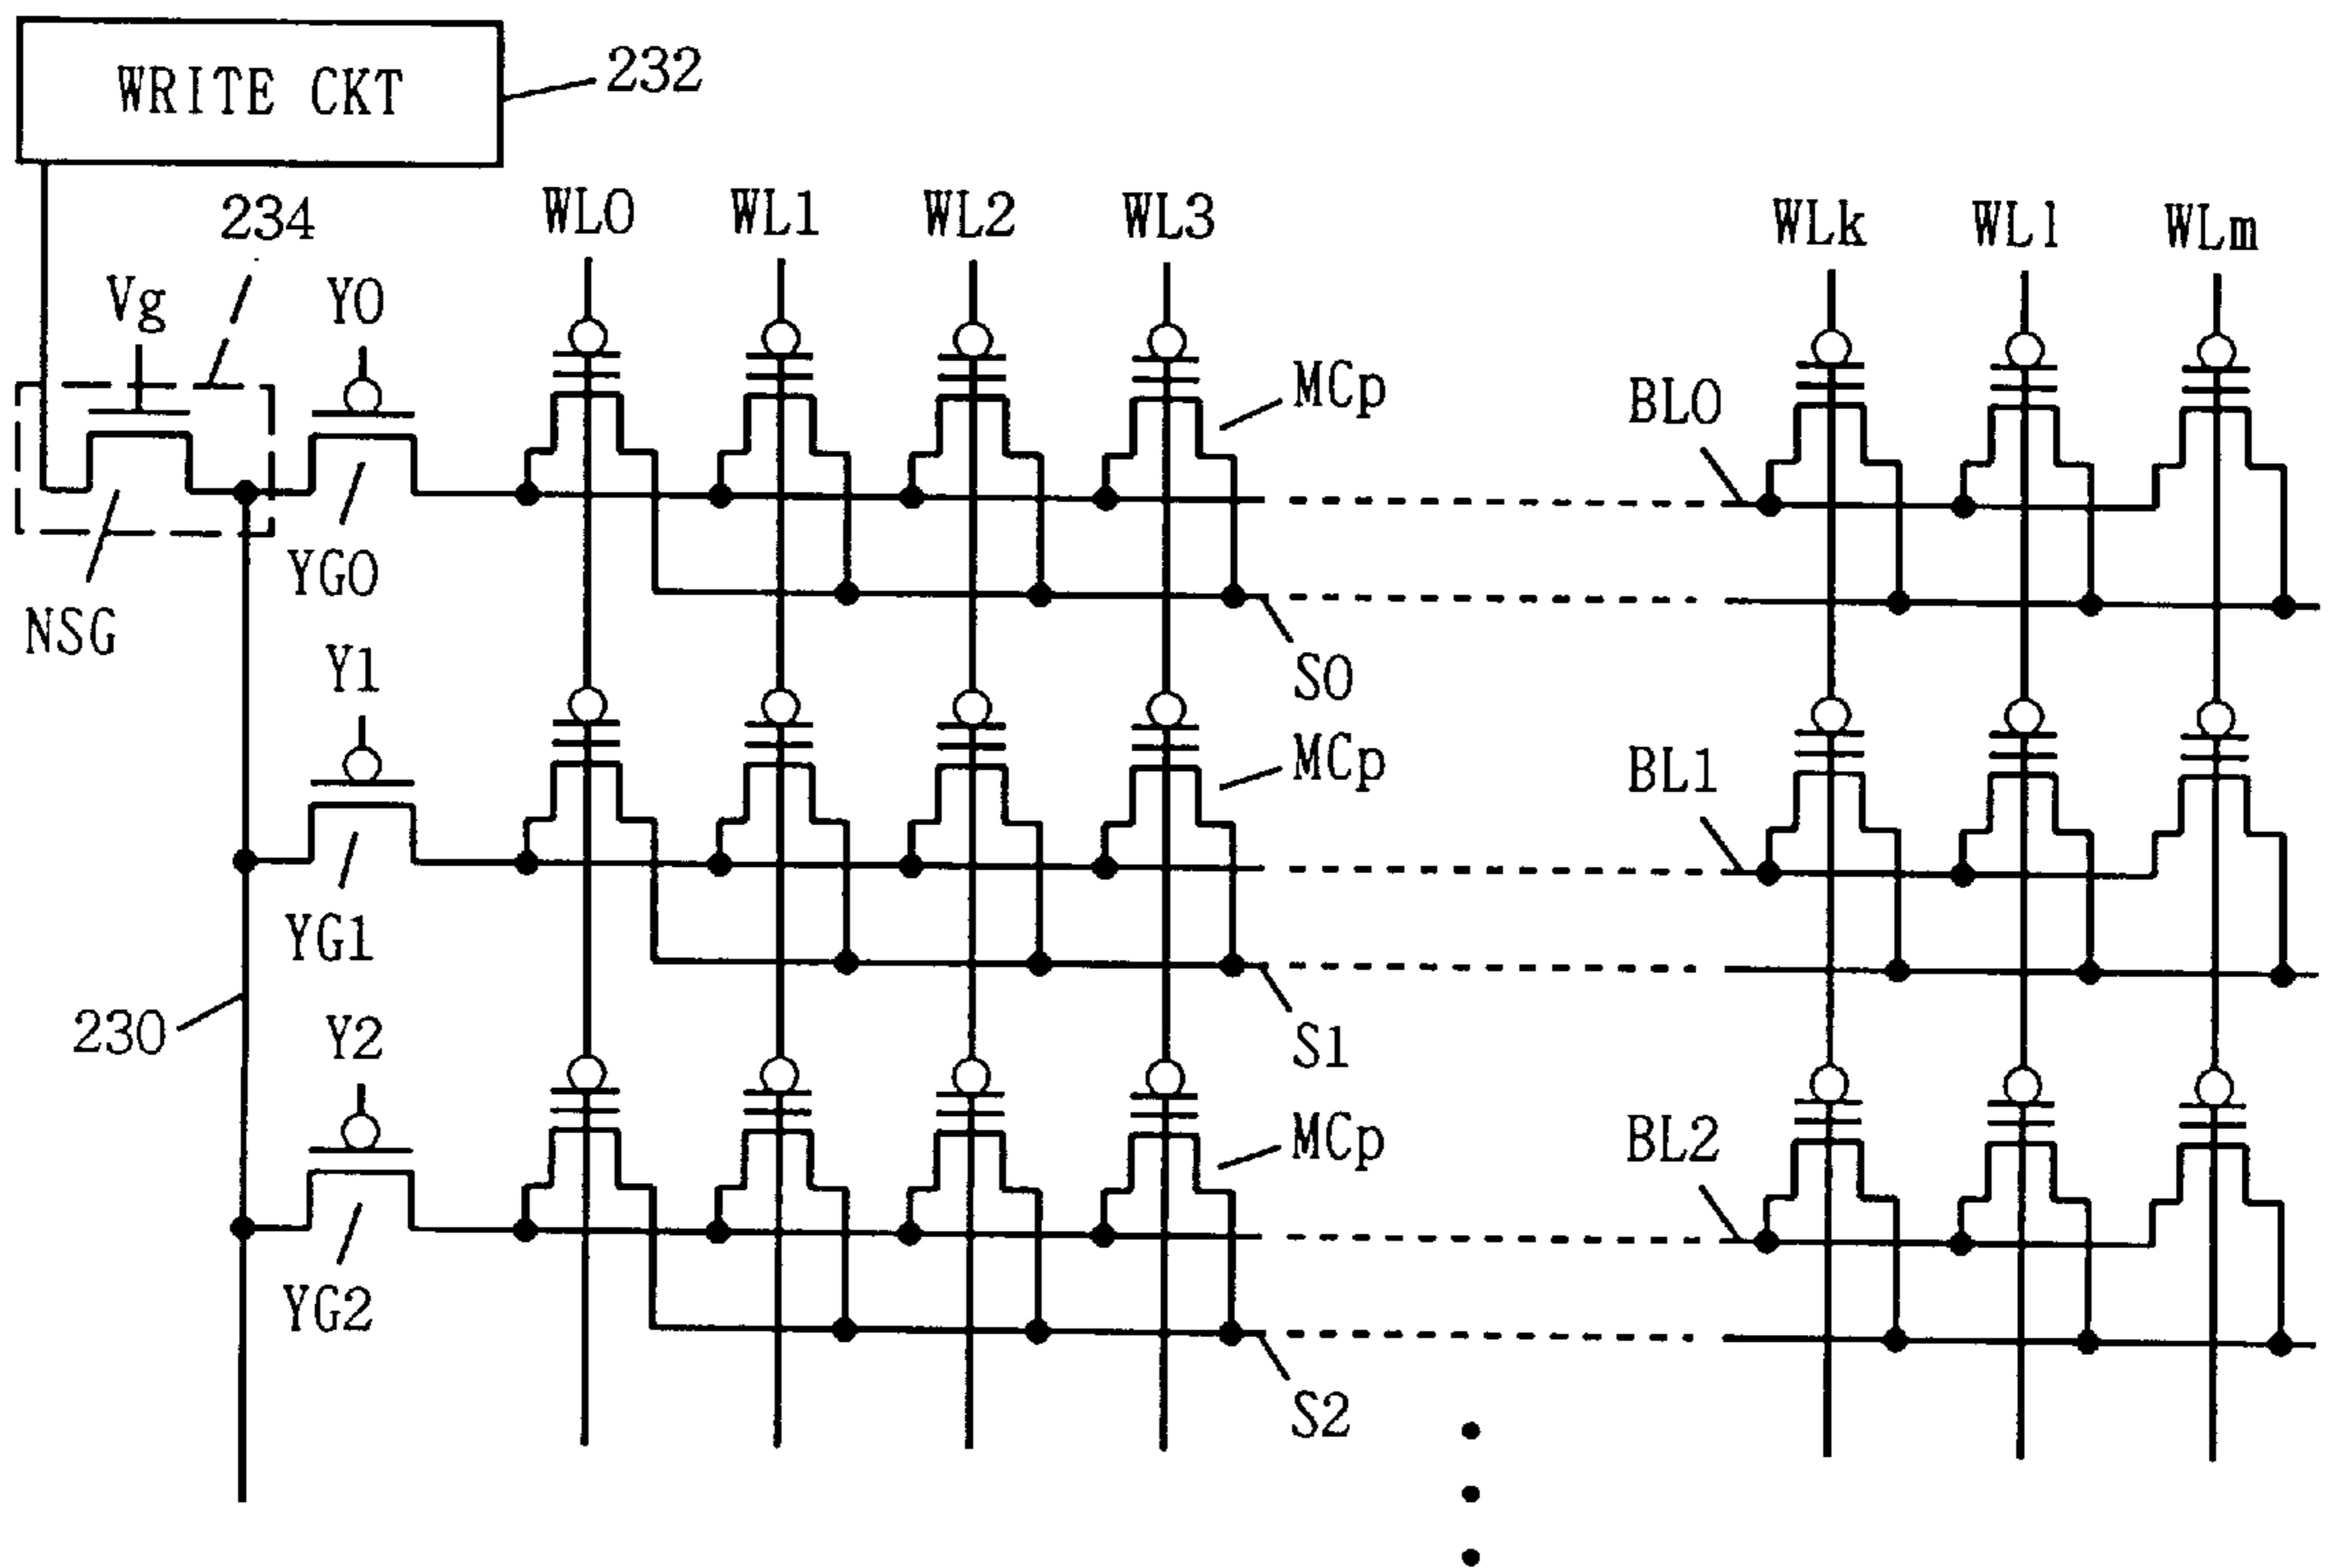 WRITE CKT
232
234
WL0 WL1 WL2 WL3 WLk WLl WLm
Vg
Y0
MCp
BL0
YG0
NSG
S0
Y1
MCp
BL1
YG1
230
S1
Y2
MCp
BL2
YG2
S2